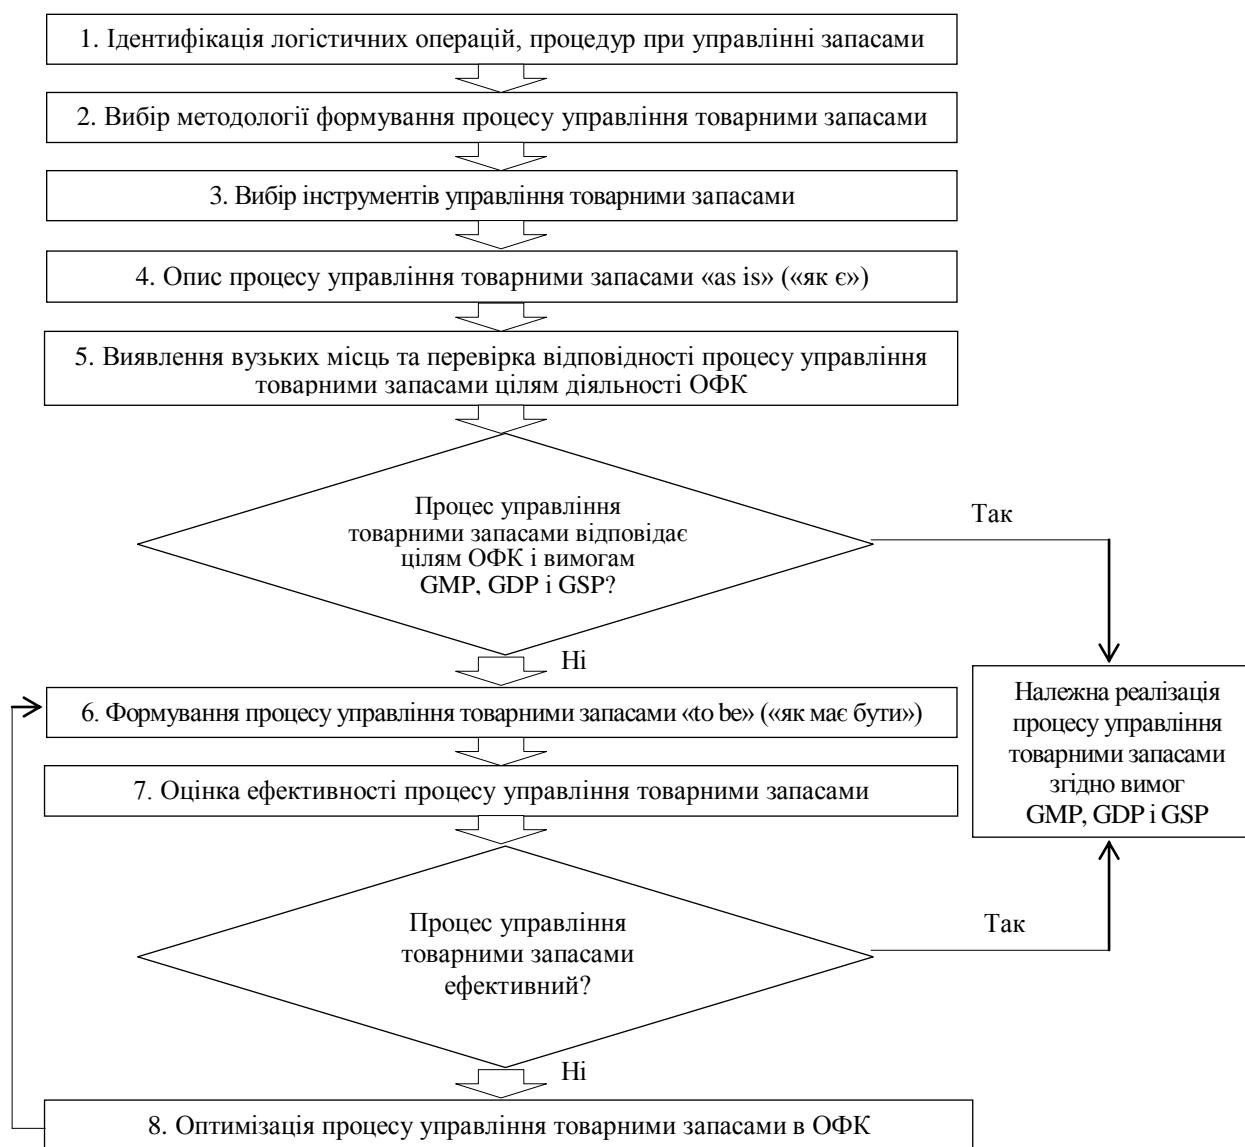 1. Ідентифікація логістичних операцій, процедур при управлінні запасами
2. Вибір методології формування процесу управління товарними запасами
3. Вибір інструментів управління товарними запасами
4. Опис процесу управління товарними запасами «as is» («як є»)
5. Виявлення вузьких місць та перевірка відповідності процесу управління
товарними запасами цілям діяльності ОФК
Процес управління
товарними запасами відповідає
цілям ОФК і вимогам
GMP, GDP і GSP?
Так
Ні
6. Формування процесу управління товарними запасами «to be» («як має бути»)
Належна реалізація
процесу управління
товарними запасами
згідно вимог
GMP, GDP і GSP
7. Оцінка ефективності процесу управління товарними запасами
Процес управління
товарними запасами
ефективний?
Так
Ні
8. Оптимізація процесу управління товарними запасами в ОФК